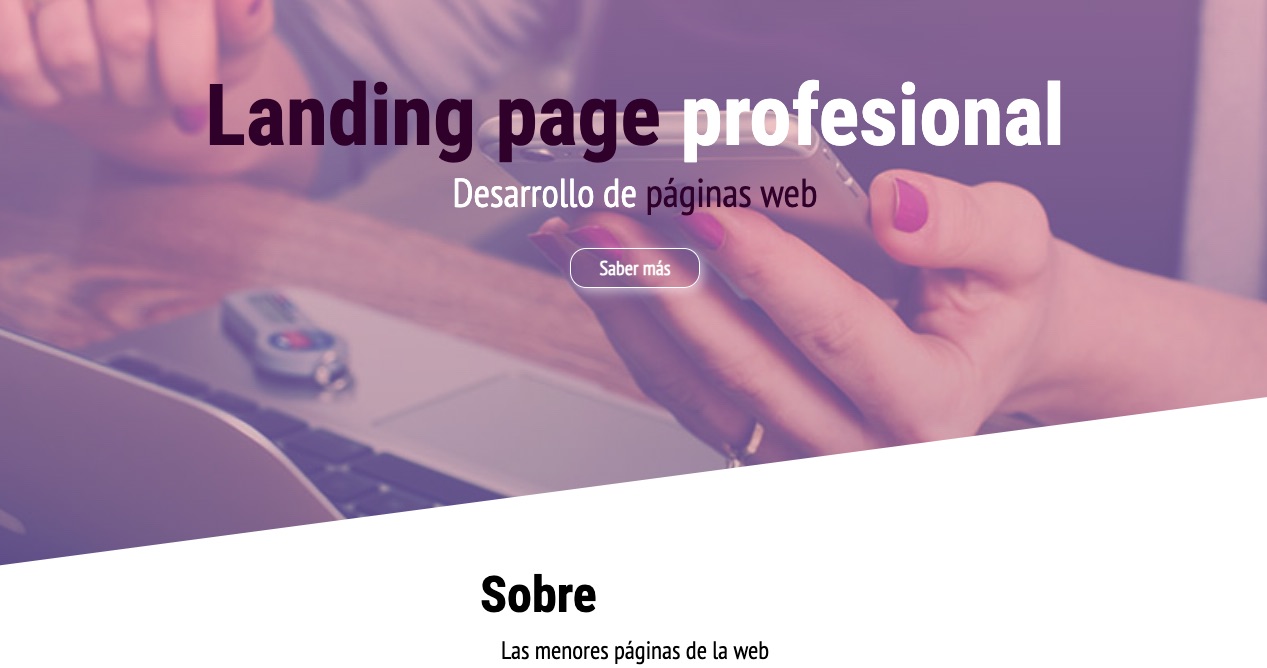 Landing page profesional
Desarrollo de páginas web
Saber más
Sobre
Las menores páginas de la web